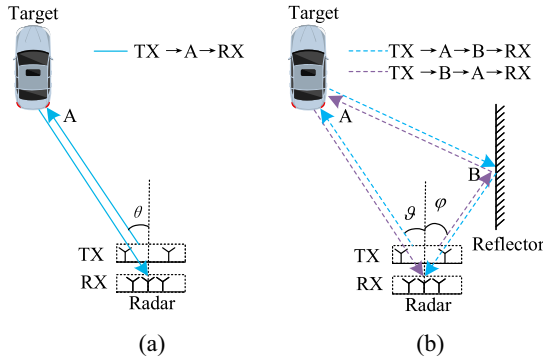 Target
TX → A → RX
A
θ
TX
RX
Radar
(a)
Target
TX → A → B → RX
TX → B → A → RX
A
B
ϑ
φ
Reflector
TX
RX
Radar
(b)